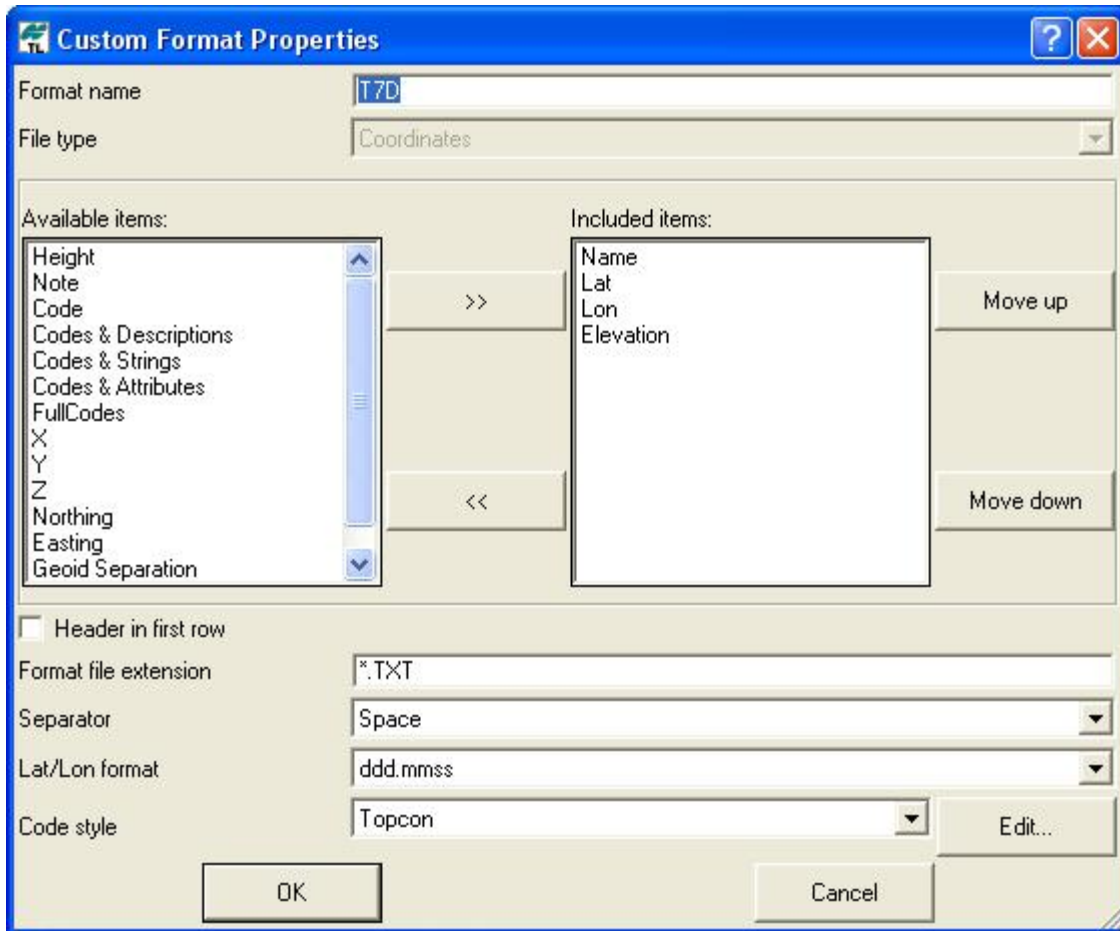 TL Custom Format Properties ?
Format name T7D
File type Coordinates
Available items:
Height
Note
Code
Codes & Descriptions
Codes & Strings
Codes & Attributes
FullCodes
X
Y
Z
Northing
Easting
Geoid Separation
>>
<<
Included items:
Name
Lat
Lon
Elevation
Move up
Move down
Header in first row
Format file extension *.TXT
Separator Space
Lat/Lon format ddd.mmss
Code style Topcon Edit...
OK Cancel